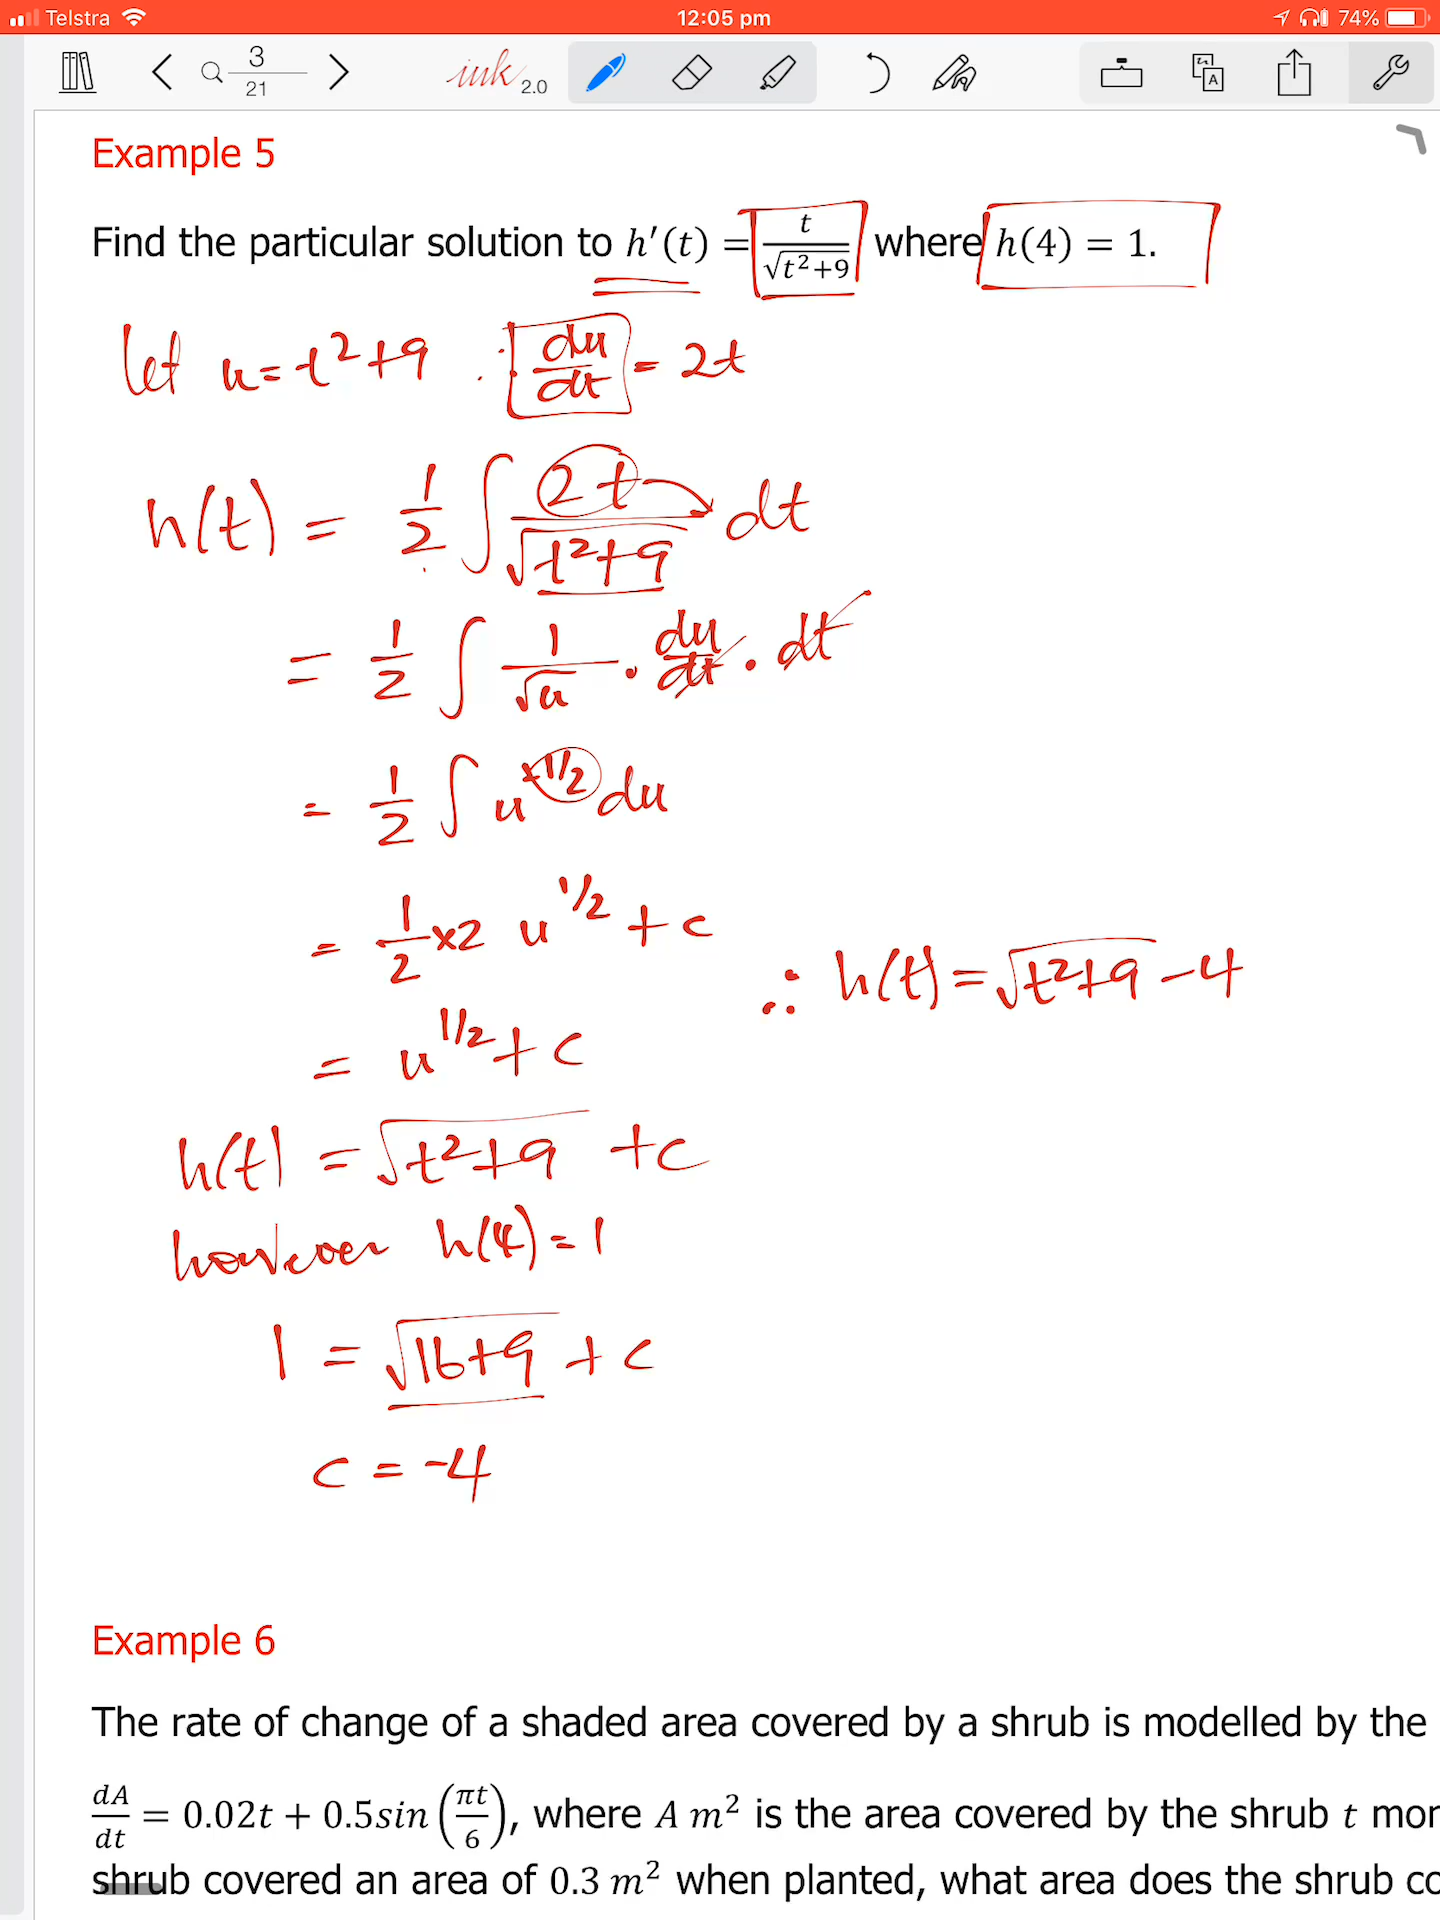 Telstra 12:05 pm 74%
3
21
ink 2.0
Example 5
Find the particular solution to h′(t) = t/√(t²+9) where h(4) = 1.
let u=t²+9 ∴ du/dt = 2t
h(t) = 1/2 ∫ 2t/√(t²+9) dt
= 1/2 ∫ 1/√u · du/dt · dt
= 1/2 ∫ u^(-1/2) du
= 1/2 ×2 u^(1/2) + c
∴ h(t) = √(t²+9) - 4
= u^(1/2) + c
h(t) = √(t²+9) + c
however h(4) = 1
1 = √(16+9) + c
c = -4
Example 6
The rate of change of a shaded area covered by a shrub is modelled by the
dA/dt = 0.02t + 0.5sin(πt/6), where A m² is the area covered by the shrub t mor
shrub covered an area of 0.3 m² when planted, what area does the shrub co